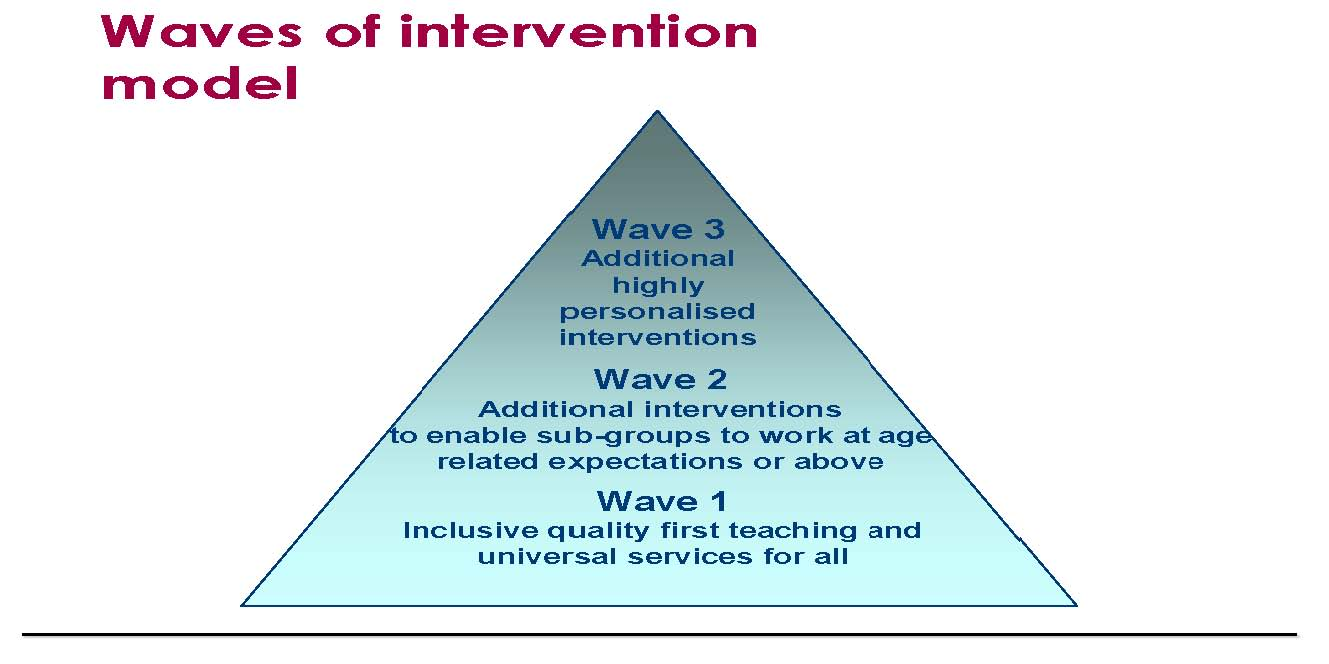 Waves of intervention
model
Wave 3
Additional
highly
personalised
interventions
Wave 2
Additional interventions
to enable sub-groups to work at age
related expectations or above
Wave 1
Inclusive quality first teaching and
universal services for all